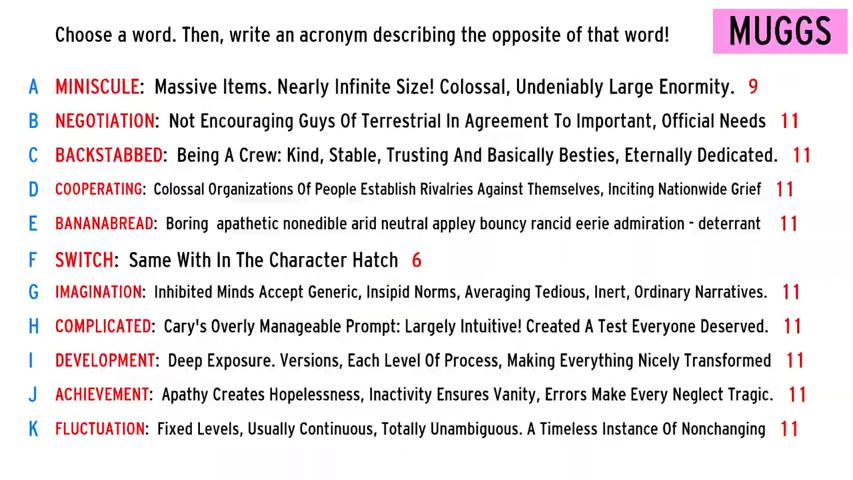 Choose a word. Then, write an acronym describing the opposite of that word!
MUGGS
A MINISCULE: Massive Items. Nearly Infinite Size! Colossal, Undeniably Large Enormity. 9
B NEGOTIATION: Not Encouraging Guys Of Terrestrial In Agreement To Important, Official Needs 11
C BACKSTABBED: Being A Crew: Kind, Stable, Trusting And Basically Besties, Eternally Dedicated. 11
D COOPERATING: Colossal Organizations Of People Establish Rivalries Against Themselves, Inciting Nationwide Grief 11
E BANANABREAD: Boring apathetic nonedible arid neutral appley bouncy rancid eerie admiration - deterrant 11
F SWITCH: Same With In The Character Hatch 6
G IMAGINATION: Inhibited Minds Accept Generic, Insipid Norms, Averaging Tedious, Inert, Ordinary Narratives. 11
H COMPLICATED: Cary's Overly Manageable Prompt: Largely Intuitive! Created A Test Everyone Deserved. 11
I DEVELOPMENT: Deep Exposure. Versions, Each Level Of Process, Making Everything Nicely Transformed 11
J ACHIEVEMENT: Apathy Creates Hopelessness, Inactivity Ensures Vanity, Errors Make Every Neglect Tragic. 11
K FLUCTUATION: Fixed Levels, Usually Continuous, Totally Unambiguous. A Timeless Instance Of Nonchanging 11